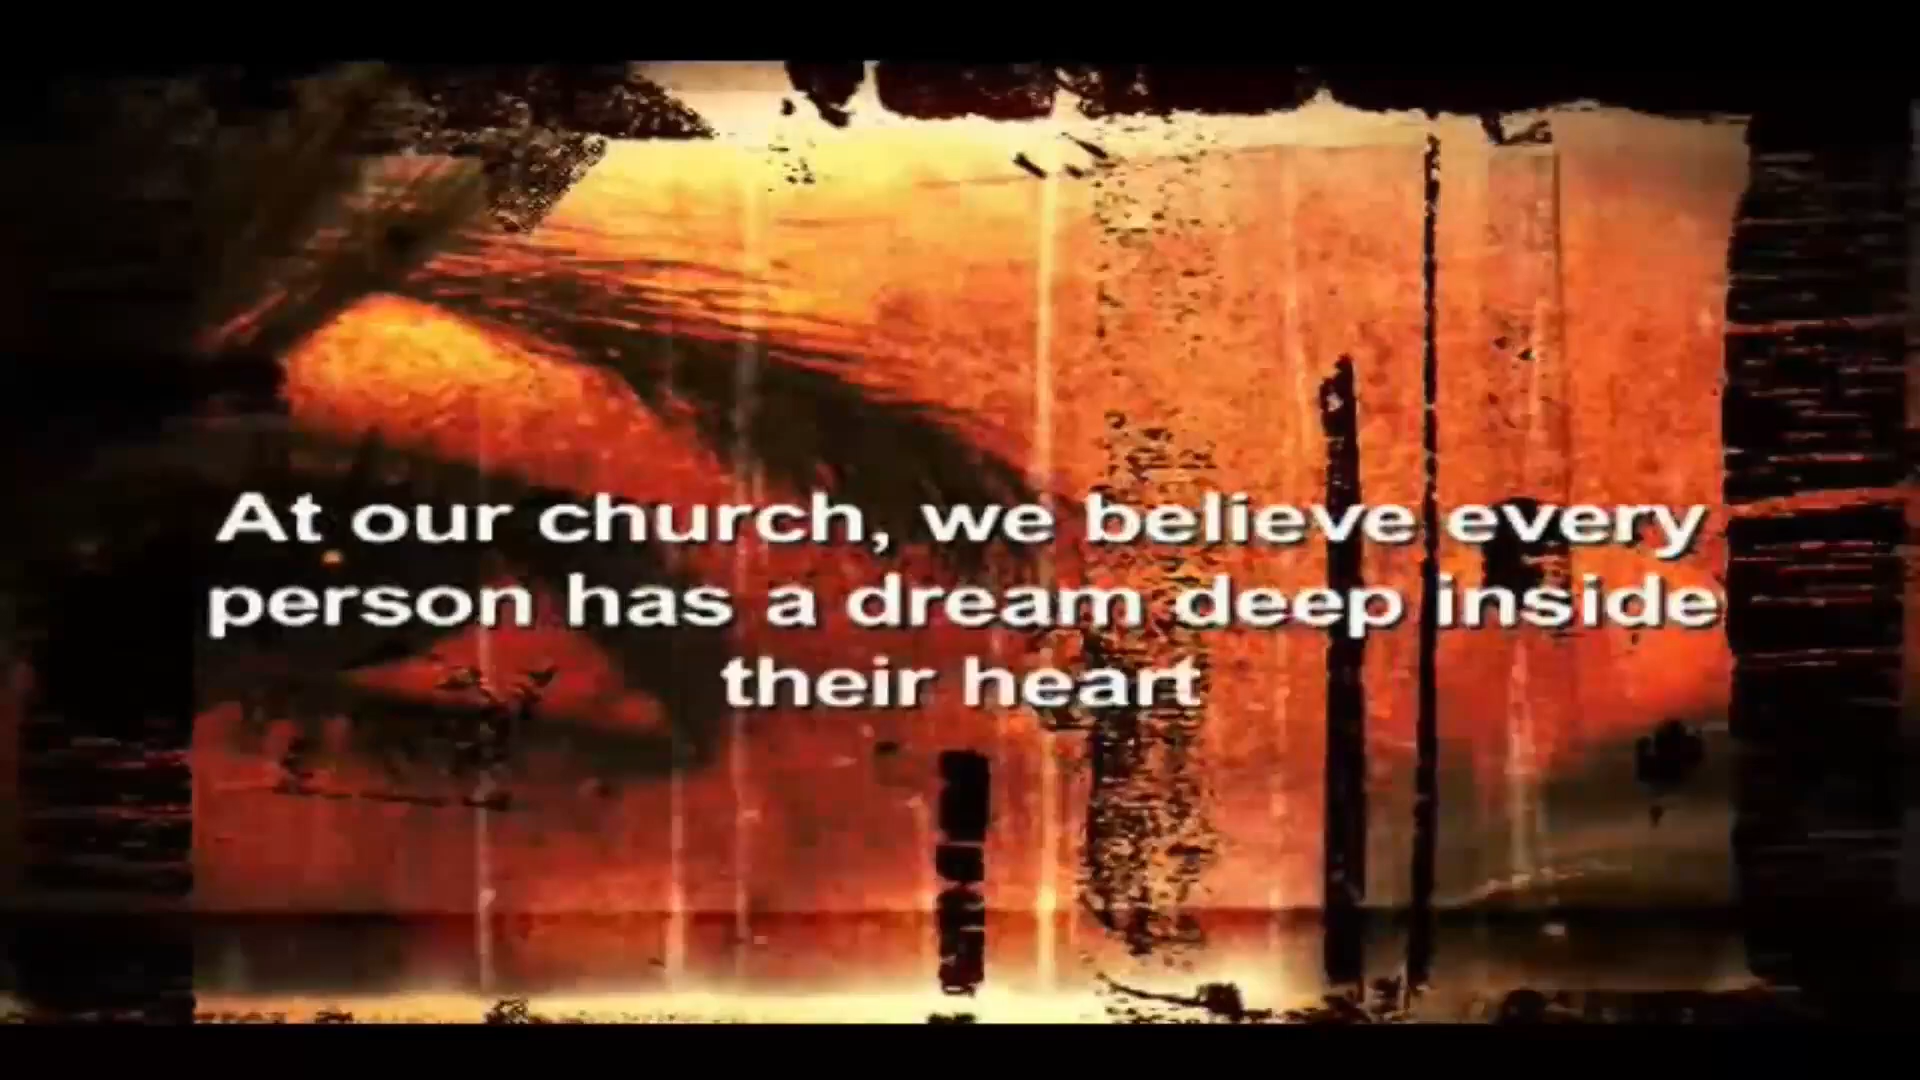 At our church, we believe every
person has a dream deep inside
their heart